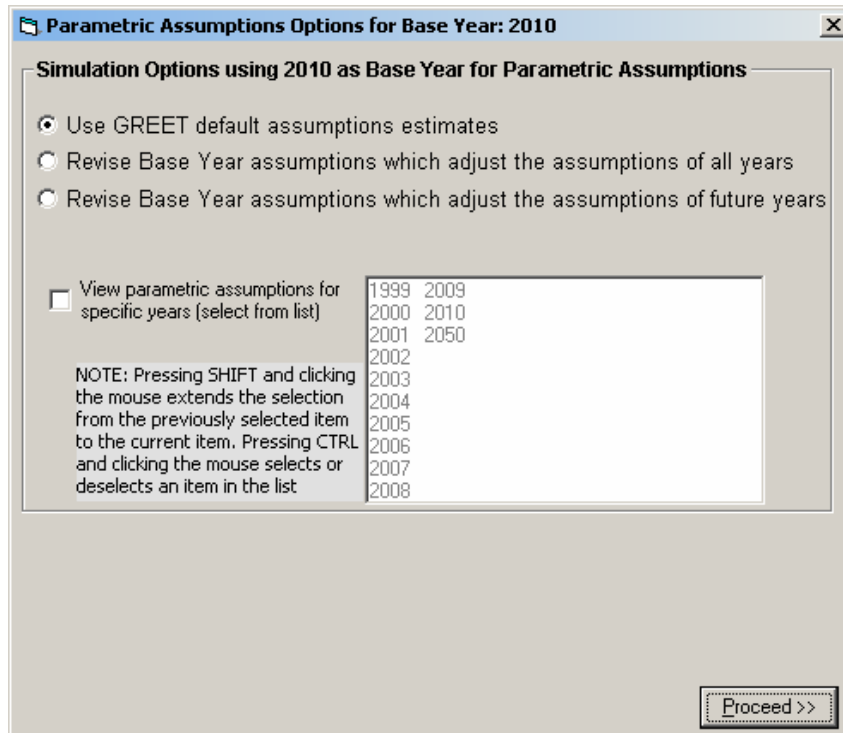 Parametric Assumptions Options for Base Year: 2010
Simulation Options using 2010 as Base Year for Parametric Assumptions
Use GREET default assumptions estimates
Revise Base Year assumptions which adjust the assumptions of all years
Revise Base Year assumptions which adjust the assumptions of future years
View parametric assumptions for
specific years (select from list)
NOTE: Pressing SHIFT and clicking
the mouse extends the selection
from the previously selected item
to the current item. Pressing CTRL
and clicking the mouse selects or
deselects an item in the list
1999 2009
2000 2010
2001 2050
2002
2003
2004
2005
2006
2007
2008
Proceed >>